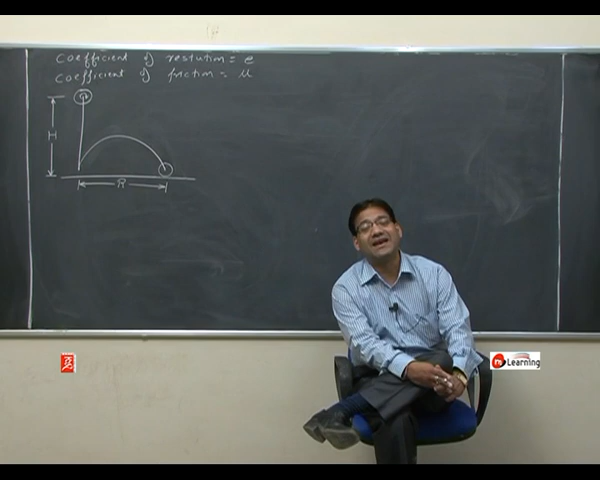 coefficient of restution = e
coefficient of friction = μ
H
R
Learning